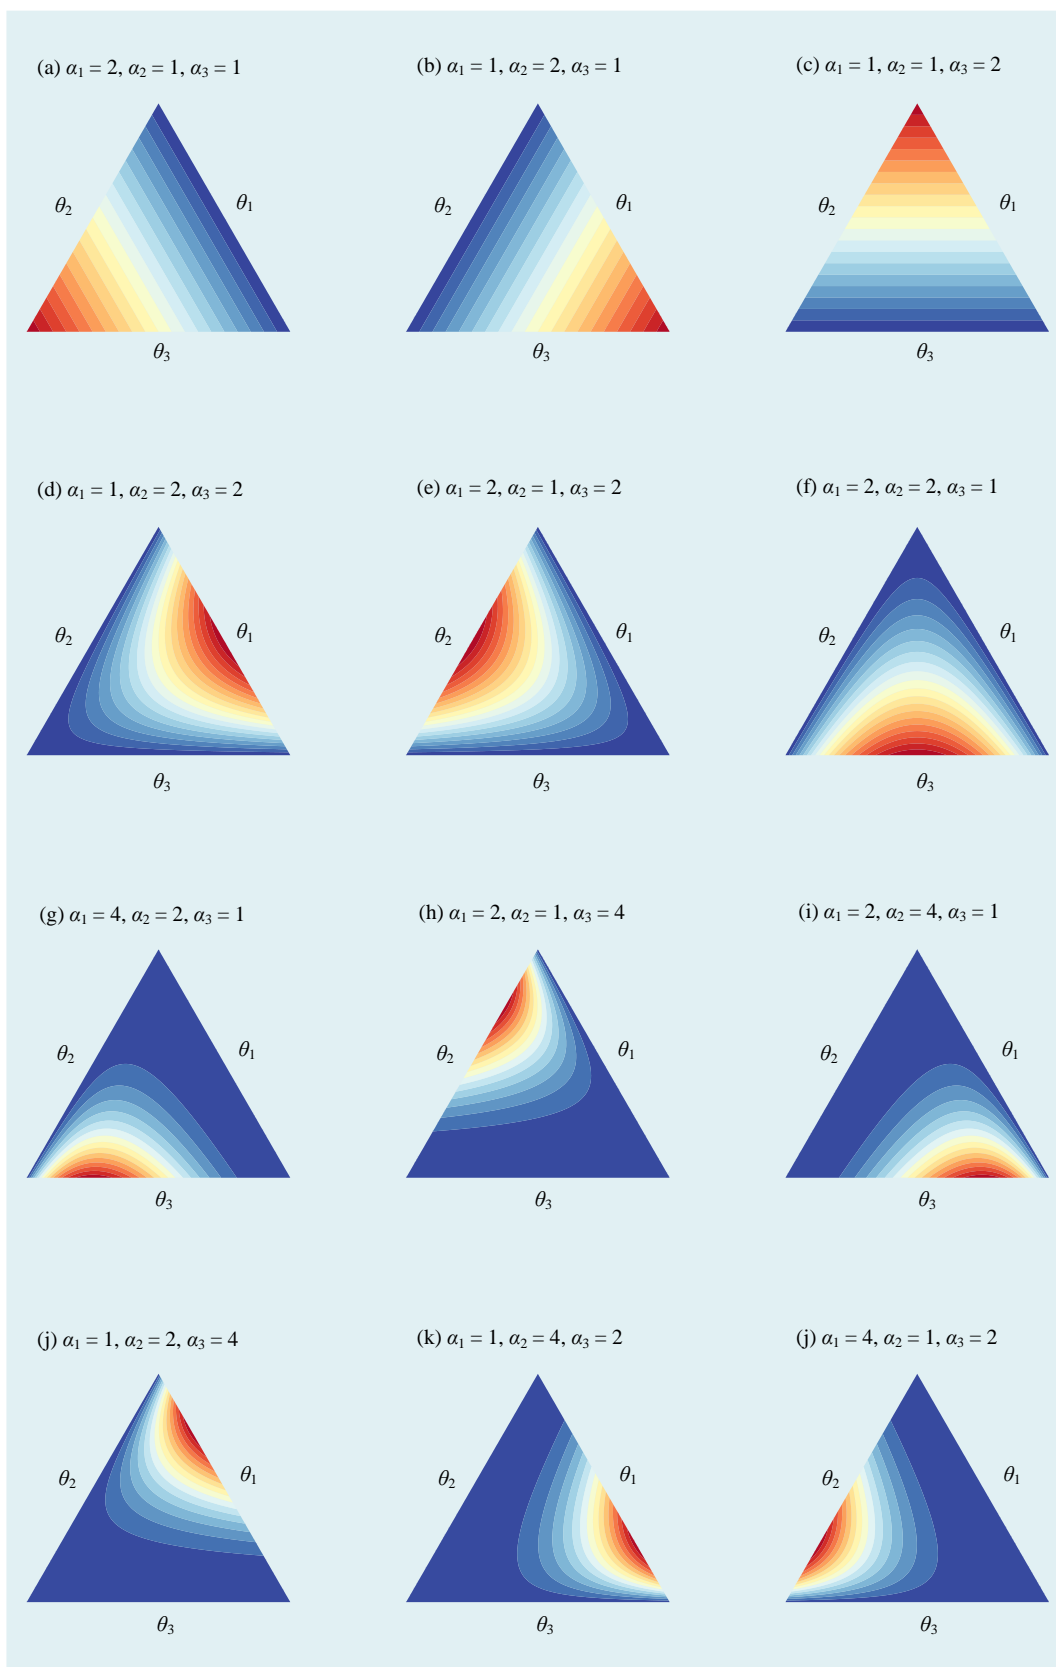 (a) α₁ = 2, α₂ = 1, α₃ = 1
(b) α₁ = 1, α₂ = 2, α₃ = 1
(c) α₁ = 1, α₂ = 1, α₃ = 2
θ₂
θ₁
θ₂
θ₁
θ₂
θ₁
θ₃
θ₃
θ₃
(d) α₁ = 1, α₂ = 2, α₃ = 2
(e) α₁ = 2, α₂ = 1, α₃ = 2
(f) α₁ = 2, α₂ = 2, α₃ = 1
θ₂
θ₁
θ₂
θ₁
θ₂
θ₁
θ₃
θ₃
θ₃
(g) α₁ = 4, α₂ = 2, α₃ = 1
(h) α₁ = 2, α₂ = 1, α₃ = 4
(i) α₁ = 2, α₂ = 4, α₃ = 1
θ₂
θ₁
θ₂
θ₁
θ₂
θ₁
θ₃
θ₃
θ₃
(j) α₁ = 1, α₂ = 2, α₃ = 4
(k) α₁ = 1, α₂ = 4, α₃ = 2
(j) α₁ = 4, α₂ = 1, α₃ = 2
θ₂
θ₁
θ₂
θ₁
θ₂
θ₁
θ₃
θ₃
θ₃